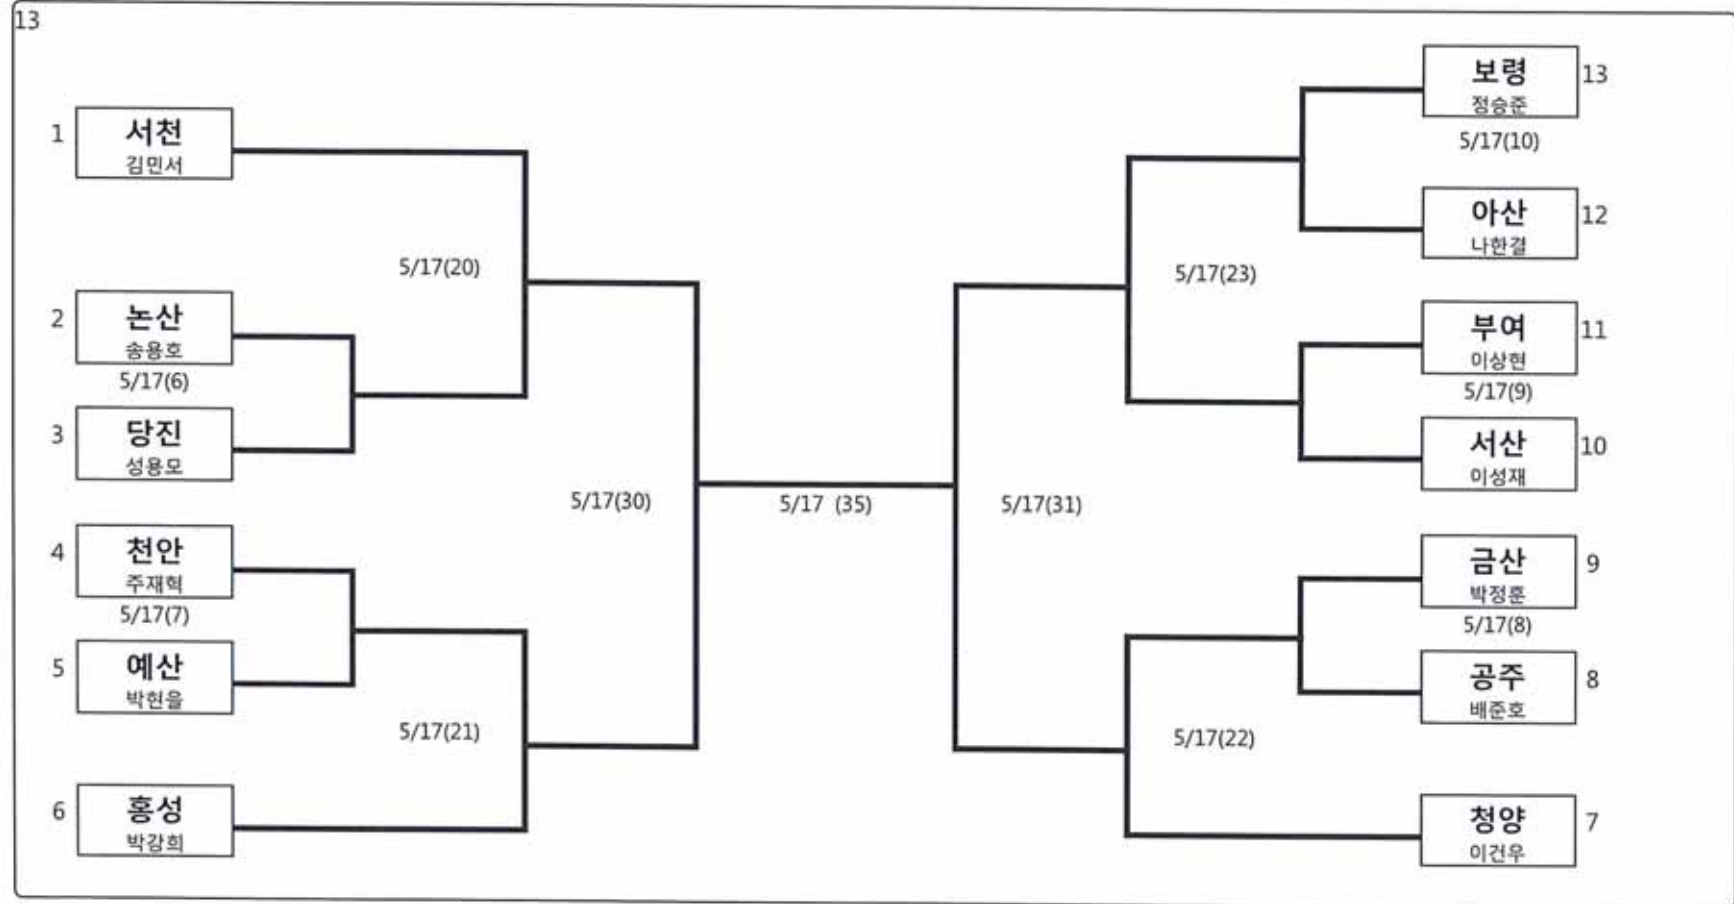 13
1
서천
김민서
2
논산
송용호
5/17(6)
3
당진
성용모
4
천안
주재혁
5/17(7)
5
예산
박현을
6
홍성
박강희
5/17(20)
5/17(21)
5/17(30)
5/17 (35)
5/17(31)
5/17(23)
5/17(22)
보령
13
정승준
5/17(10)
아산
12
나한결
부여
11
이상현
5/17(9)
서산
10
이성재
금산
9
박정훈
5/17(8)
공주
8
배준호
청양
7
이건우